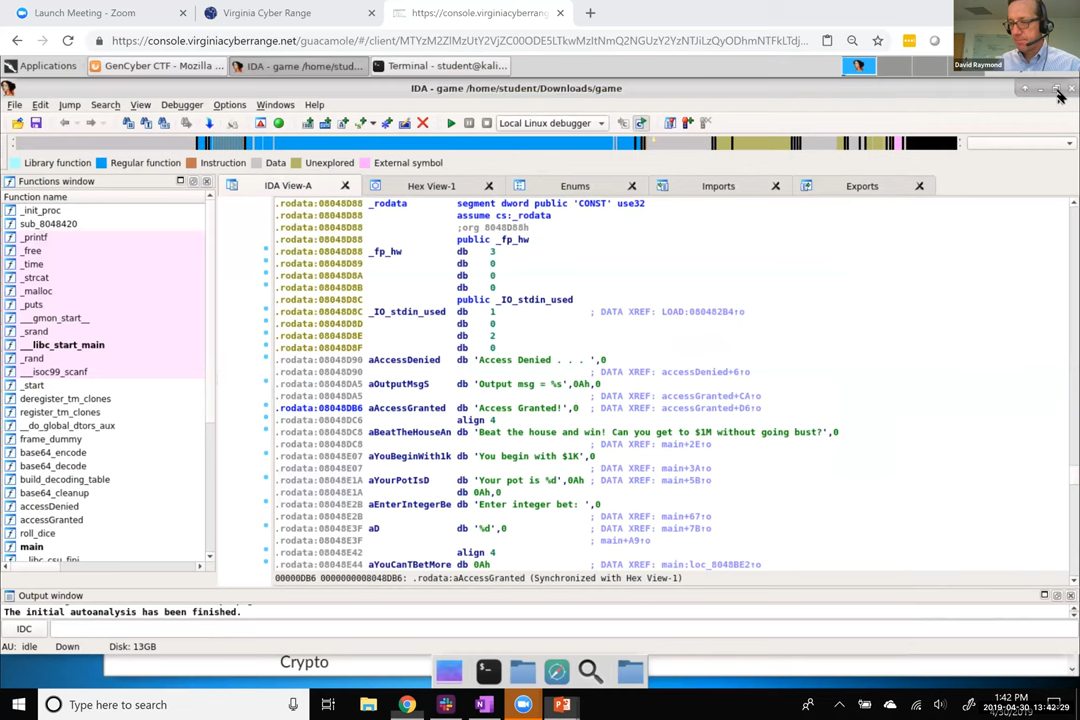 Launch Meeting - Zoom
Virginia Cyber Range
https://console.virginiacyberrange
https://console.virginiacyberrange.net/guacamole/#/client/
David Raymond
Applications
GenCyber CTF - Mozilla ...
IDA - game /home/stud...
Terminal - student@kali...
IDA - game /home/student/Downloads/game
File Edit Jump Search View Debugger Options Windows Help
Local Linux debugger
Library function Regular function Instruction Data Unexplored External symbol
Functions window
IDA View-A
Hex View-1
Enums
Imports
Exports
Function name
_init_proc
sub_8048420
_printf
_free
_time
_strcat
_malloc
_puts
___gmon_start__
_srand
___libc_start_main
_rand
___isoc99_scanf
_start
deregister_tm_clones
register_tm_clones
__do_global_dtors_aux
frame_dummy
base64_encode
base64_decode
build_decoding_table
base64_cleanup
accessDenied
accessGranted
roll_dice
main
__libc_csu_fini
.rodata:08048D88 _rodata segment dword public 'CONST' use32
.rodata:08048D88 assume cs:_rodata
.rodata:08048D88 ;org 8048D88h
.rodata:08048D88 public _fp_hw
.rodata:08048D88 _fp_hw db 3
.rodata:08048D89 db 0
.rodata:08048D8A db 0
.rodata:08048D8B db 0
.rodata:08048D8C public _IO_stdin_used
.rodata:08048D8C _IO_stdin_used db 1 ; DATA XREF: LOAD:080482B4↑o
.rodata:08048D8D db 0
.rodata:08048D8E db 2
.rodata:08048D8F db 0
.rodata:08048D90 aAccessDenied db 'Access Denied . . . ',0
.rodata:08048D90 ; DATA XREF: accessDenied+6↑o
.rodata:08048DA5 aOutputMsgS db 'Output msg = %s',0Ah,0
.rodata:08048DA5 ; DATA XREF: accessGranted+CA↑o
.rodata:08048DB6 aAccessGranted db 'Access Granted!',0 ; DATA XREF: accessGranted+D6↑o
.rodata:08048DC6 align 4
.rodata:08048DC8 aBeatTheHouseAn db 'Beat the house and win! Can you get to $1M without going bust?',0
.rodata:08048DC8 ; DATA XREF: main+2E↑o
.rodata:08048E07 aYouBeginWith1k db 'You begin with $1K',0
.rodata:08048E07 ; DATA XREF: main+3A↑o
.rodata:08048E1A aYourPotIsD db 'Your pot is %d',0Ah ; DATA XREF: main+5B↑o
.rodata:08048E1A db 0Ah,0
.rodata:08048E2B aEnterIntegerBe db 'Enter integer bet: ',0
.rodata:08048E2B ; DATA XREF: main+67↑o
.rodata:08048E3F aD db '%d',0 ; DATA XREF: main+7B↑o
.rodata:08048E3F ; main+A9↑o
.rodata:08048E42 align 4
.rodata:08048E44 aYouCanTBetMore db 0Ah ; DATA XREF: main:loc_8048BE2↑o
00000DB6 0000000008048DB6: .rodata:aAccessGranted (Synchronized with Hex View-1)
Output window
The initial autoanalysis has been finished.
IDC
AU: idle Down Disk: 13GB
Crypto
Type here to search
1:42 PM
2019-04-30 13:42:29